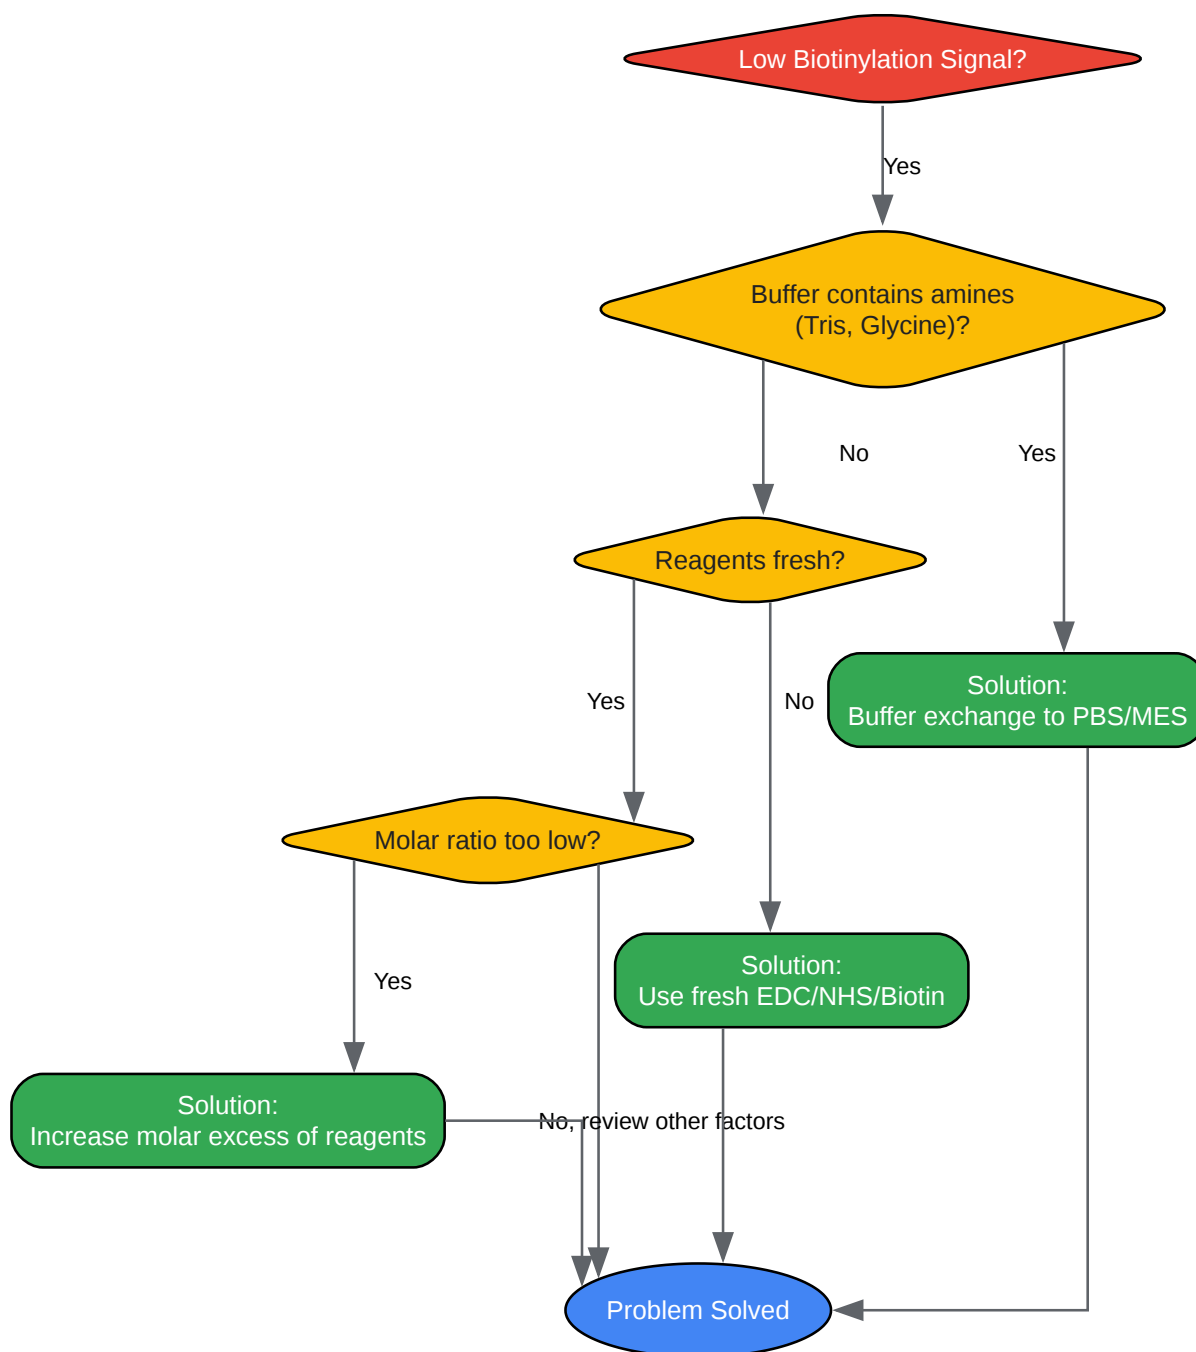 Low Biotinylation Signal?
Yes
Buffer contains amines
(Tris, Glycine)?
No
Yes
Reagents fresh?
Yes
No
Solution:
Buffer exchange to PBS/MES
Molar ratio too low?
Yes
Solution:
Use fresh EDC/NHS/Biotin
Solution:
Increase molar excess of reagents
No, review other factors
Problem Solved